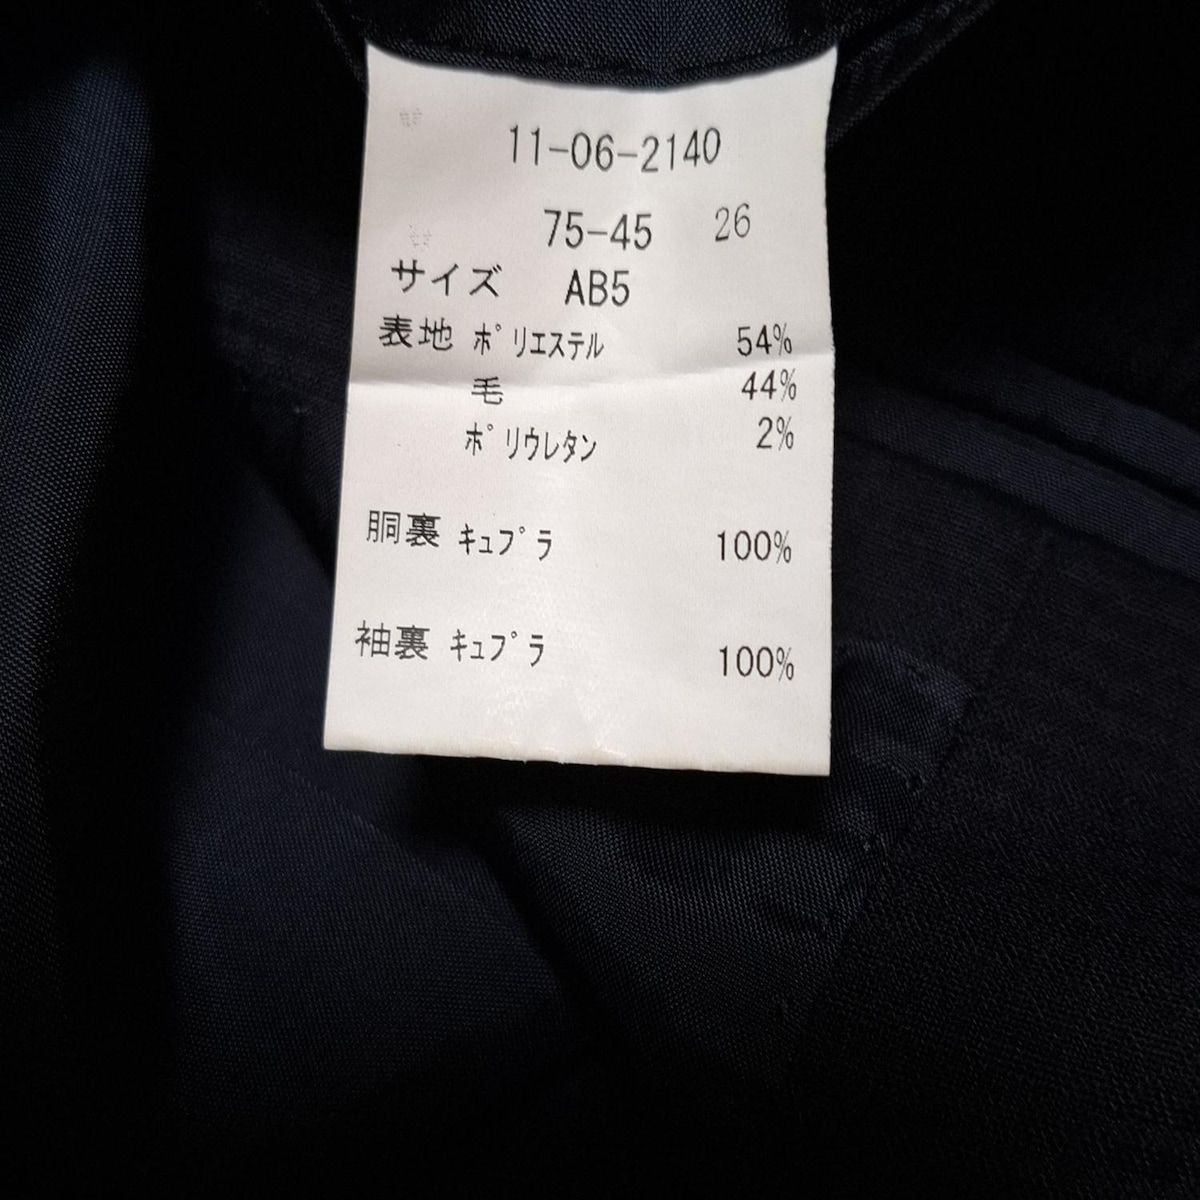 11-06-2140
75-45 26
サイズ AB5
表地 ポリエステル 54%
毛 44%
ポリウレタン 2%
胴裏 キュプラ 100%
袖裏 キュプラ 100%